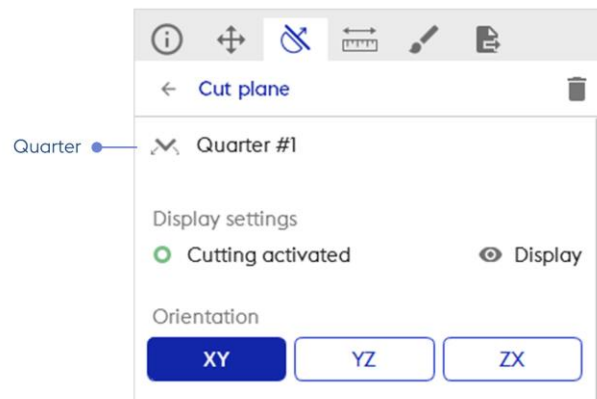 Cut plane
Quarter
Quarter #1
Display settings
Cutting activated
Display
Orientation
XY
YZ
ZX